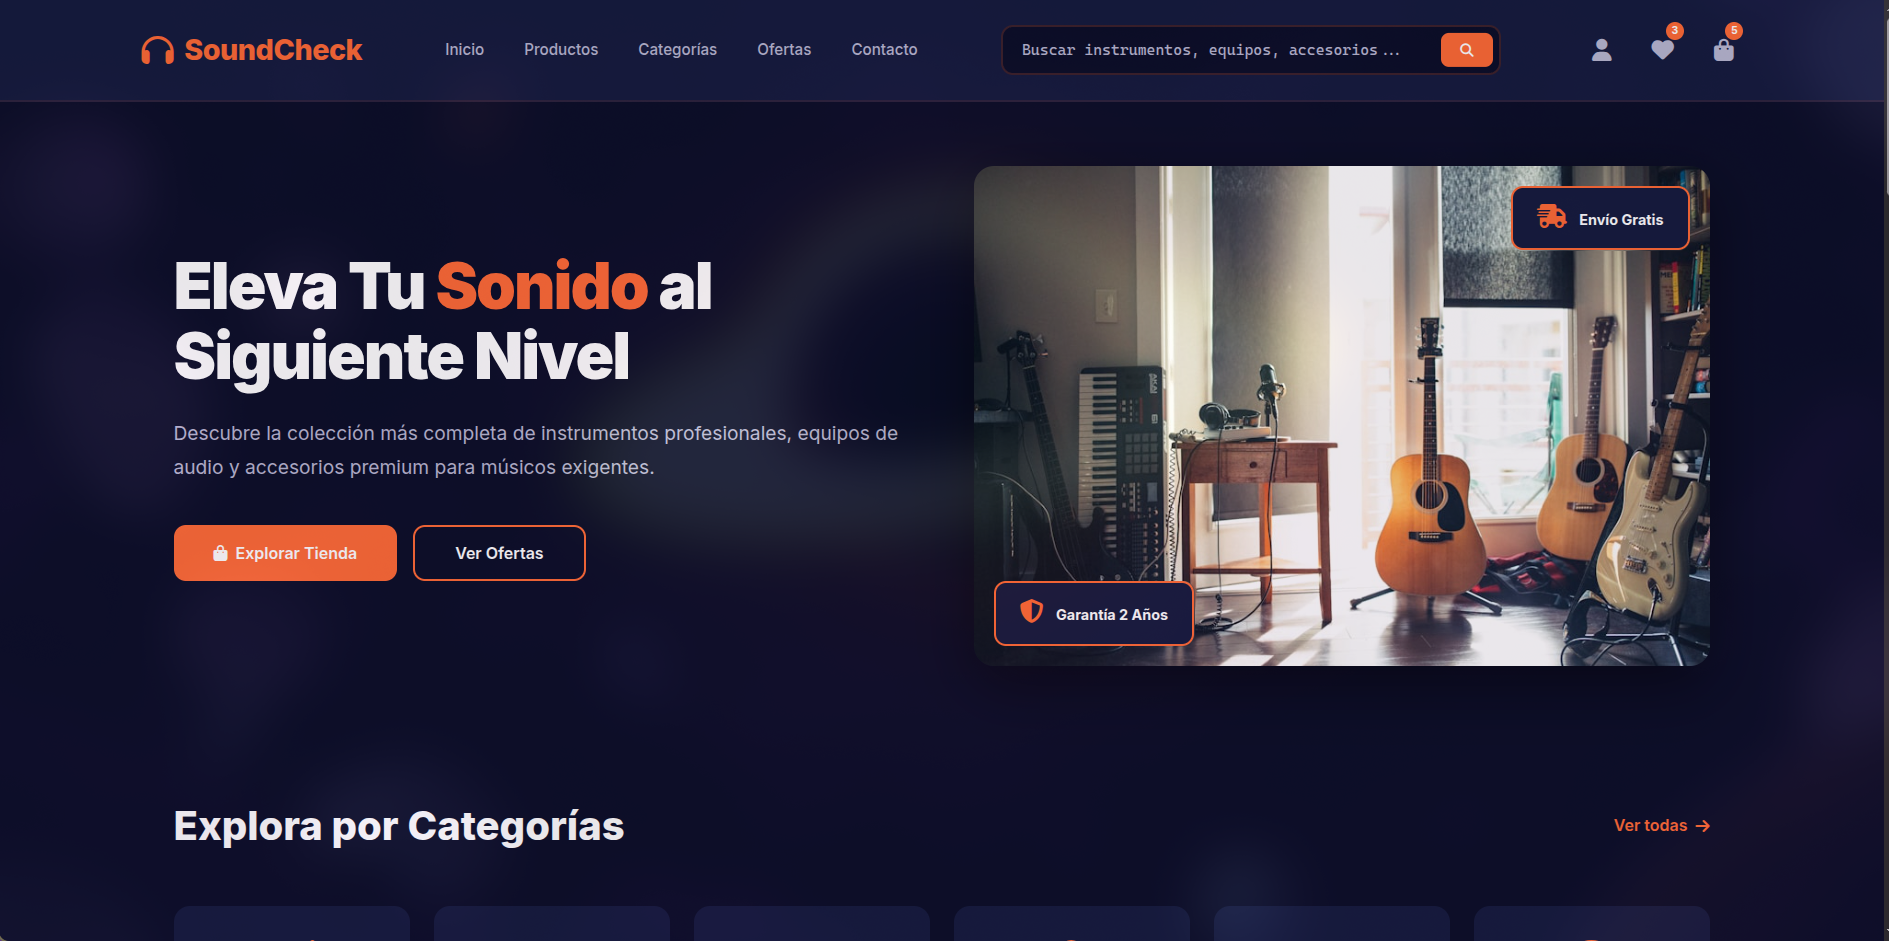 SoundCheck
Inicio
Productos
Categorías
Ofertas
Contacto
Buscar instrumentos, equipos, accesorios...
3
5
Envío Gratis
Eleva Tu Sonido al
Siguiente Nivel
Descubre la colección más completa de instrumentos profesionales, equipos de
audio y accesorios premium para músicos exigentes.
Explorar Tienda
Ver Ofertas
AKAI
Garantía 2 Años
Explora por Categorías
Ver todas